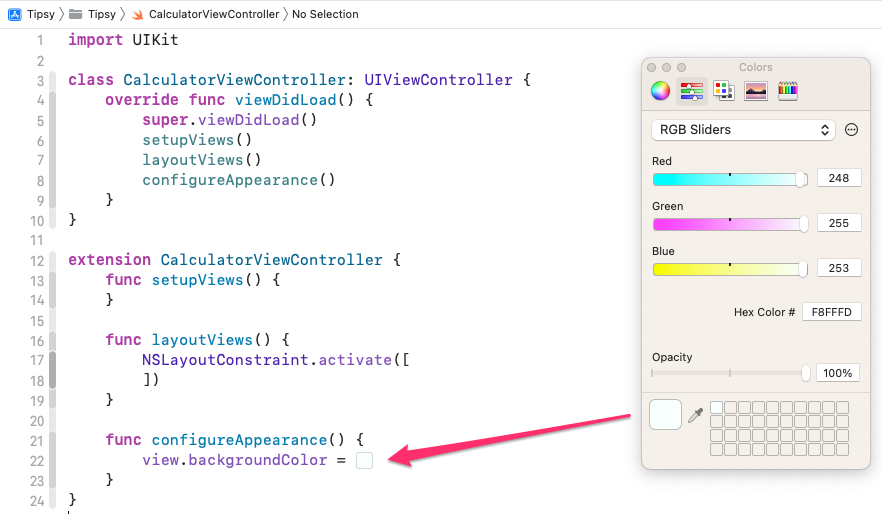 Tipsy Tipsy CalculatorViewController No Selection
1 import UIKit
2
3 class CalculatorViewController: UIViewController {
4 override func viewDidLoad() {
5 super.viewDidLoad()
6 setupViews()
7 layoutViews()
8 configureAppearance()
9 }
10 }
11
12 extension CalculatorViewController {
13 func setupViews() {
14 }
15
16 func layoutViews() {
17 NSLayoutConstraint.activate([
18 ])
19 }
20
21 func configureAppearance() {
22 view.backgroundColor =
23 }
24 }
Colors
RGB Sliders
Red
248
Green
255
Blue
253
Hex Color # F8FFFD
Opacity
100%